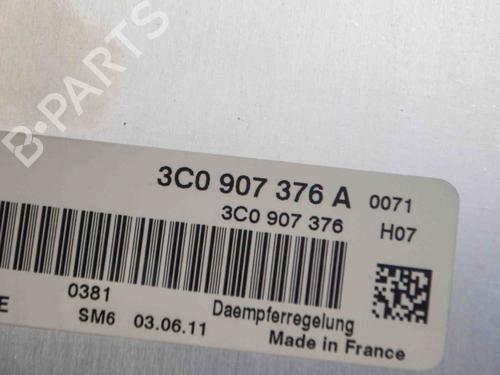 B-PARTS
3C0 907 376 A 0071
3C0 907 376 H07
E 0381 Daempferregelung
SM6 03.06.11 Made in France